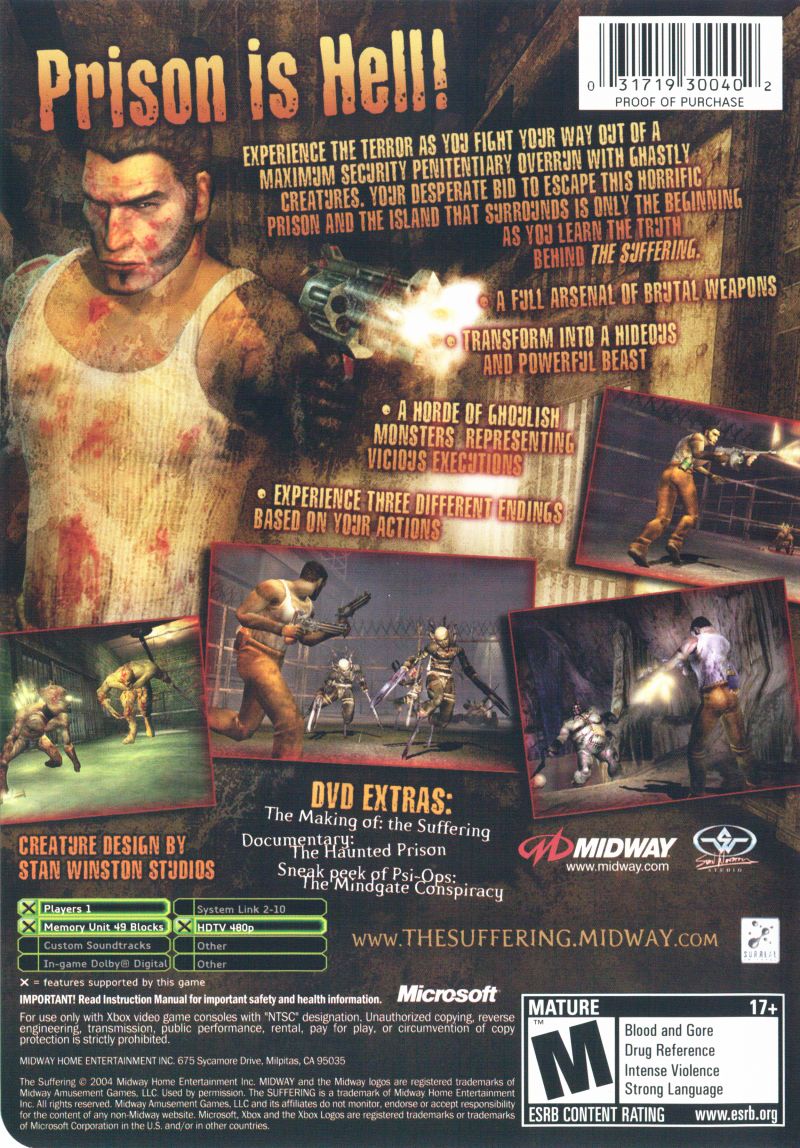 Prison is Hell!
0 31719 30040 2
PROOF OF PURCHASE
EXPERIENCE THE TERROR AS YOU FIGHT YOUR WAY OUT OF A
MAXIMUM SECURITY PENITENTIARY OVERRUN WITH GHASTLY
CREATURES. YOUR DESPERATE BID TO ESCAPE THIS HORRIFIC
PRISON AND THE ISLAND THAT SURROUNDS IS ONLY THE BEGINNING
AS YOU LEARN THE TRUTH
BEHIND THE SUFFERING.
• A FULL ARSENAL OF BRUTAL WEAPONS
• TRANSFORM INTO A HIDEOUS
AND POWERFUL BEAST
• A HORDE OF GHOULISH
MONSTERS REPRESENTING
VICIOUS EXECUTIONS
• EXPERIENCE THREE DIFFERENT ENDINGS
BASED ON YOUR ACTIONS
DVD EXTRAS:
The Making of: the Suffering
Documentary:
The Haunted Prison
Sneak peek of Psi-Ops:
The Mindgate Conspiracy
CREATURE DESIGN BY
STAN WINSTON STUDIOS
MIDWAY
www.midway.com
Stan Winston
STUDIO
X Players 1
System Link 2-10
X Memory Unit 49 Blocks
X HDTV 480p
Custom Soundtracks
Other
In-game Dolby® Digital
Other
X = features supported by this game
WWW.THESUFFERING.MIDWAY.COM
SURREAL
IMPORTANT! Read Instruction Manual for important safety and health information.
Microsoft
For use only with Xbox video game consoles with "NTSC" designation. Unauthorized copying, reverse
engineering, transmission, public performance, rental, pay for play, or circumvention of copy
protection is strictly prohibited.
MIDWAY HOME ENTERTAINMENT INC. 675 Sycamore Drive, Milpitas, CA 95035
The Suffering © 2004 Midway Home Entertainment Inc. MIDWAY and the Midway logos are registered trademarks of
Midway Amusement Games, LLC. Used by permission. The SUFFERING is a trademark of Midway Home Entertainment
Inc. All rights reserved. Midway Amusement Games, LLC and its affiliates do not monitor, endorse or accept responsibility
for the content of any non-Midway website. Microsoft, Xbox and the Xbox Logos are registered trademarks or trademarks
of Microsoft Corporation in the U.S. and/or in other countries.
MATURE 17+
TM
M
Blood and Gore
Drug Reference
Intense Violence
Strong Language
ESRB CONTENT RATING www.esrb.org